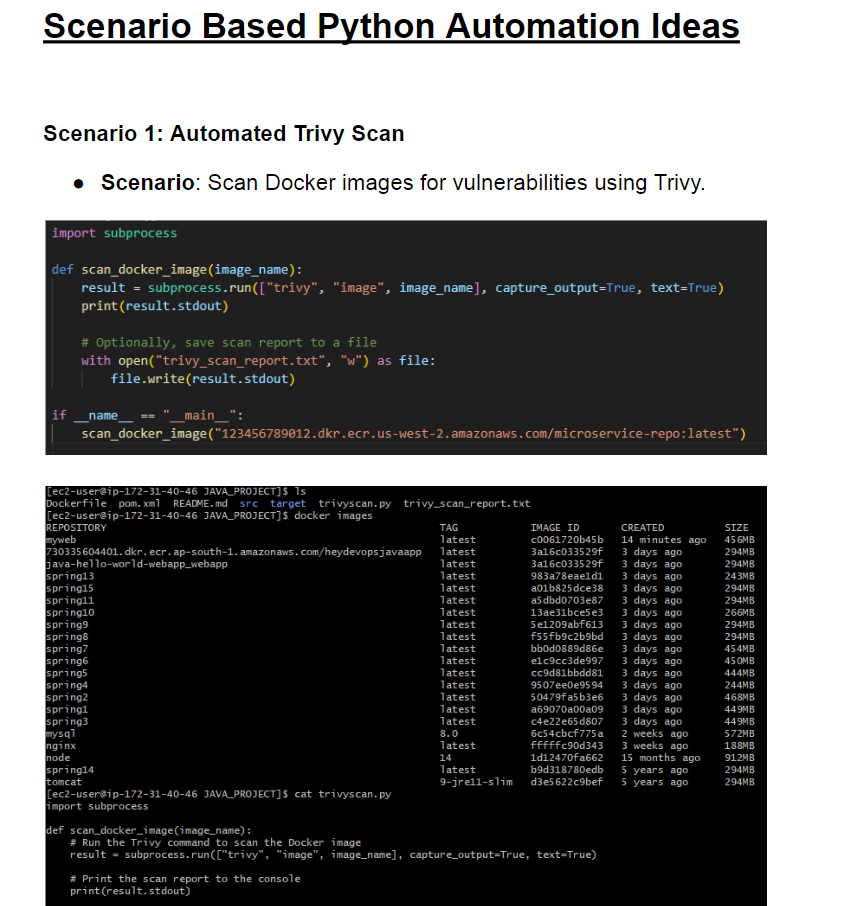 Scenario Based Python Automation Ideas
Scenario 1: Automated Trivy Scan
● Scenario: Scan Docker images for vulnerabilities using Trivy.
import subprocess
def scan_docker_image(image_name):
    result = subprocess.run(["trivy", "image", image_name], capture_output=True, text=True)
    print(result.stdout)
    # Optionally, save scan report to a file
    with open("trivy_scan_report.txt", "w") as file:
        file.write(result.stdout)
if __name__ == "__main__":
    scan_docker_image("123456789012.dkr.ecr.us-west-2.amazonaws.com/microservice-repo:latest")
[ec2-user@ip-172-31-40-46 JAVA_PROJECT]$ ls
Dockerfile pom.xml README.md src target trivyscan.py trivy_scan_report.txt
[ec2-user@ip-172-31-40-46 JAVA_PROJECT]$ docker images
REPOSITORY TAG IMAGE ID CREATED SIZE
myweb latest c0061720b45b 14 minutes ago 456MB
730335604401.dkr.ecr.ap-south-1.amazonaws.com/heydevopsjavaapp latest 3a16c033529f 3 days ago 294MB
java-hello-world-webapp_webapp latest 3a16c033529f 3 days ago 294MB
spring13 latest 983a78eae1d1 3 days ago 243MB
spring15 latest a01b825dce38 3 days ago 294MB
spring11 latest a5dbd0703e87 3 days ago 294MB
spring10 latest 13ae31bce5e3 3 days ago 266MB
spring9 latest 5e1209abf613 3 days ago 294MB
spring8 latest f55fb9c2b9bd 3 days ago 294MB
spring7 latest bb0d0889d86e 3 days ago 454MB
spring6 latest e1c9cc3de997 3 days ago 450MB
spring5 latest cc9d81bbdd81 3 days ago 444MB
spring4 latest 9507ee0e9594 3 days ago 244MB
spring2 latest 50479fa5b3e6 3 days ago 468MB
spring1 latest a69070a00a09 3 days ago 449MB
spring3 latest c4e22e65d807 3 days ago 449MB
mysql 8.0 6c54cbcf775a 2 weeks ago 572MB
nginx latest fffffc90d343 3 weeks ago 188MB
node 14 1d12470fa662 15 months ago 912MB
spring14 latest b9d318780edb 5 years ago 294MB
tomcat 9-jre11-slim d3e5622c9bef 5 years ago 294MB
[ec2-user@ip-172-31-40-46 JAVA_PROJECT]$ cat trivyscan.py
import subprocess
def scan_docker_image(image_name):
    # Run the Trivy command to scan the Docker image
    result = subprocess.run(["trivy", "image", image_name], capture_output=True, text=True)
    # Print the scan report to the console
    print(result.stdout)